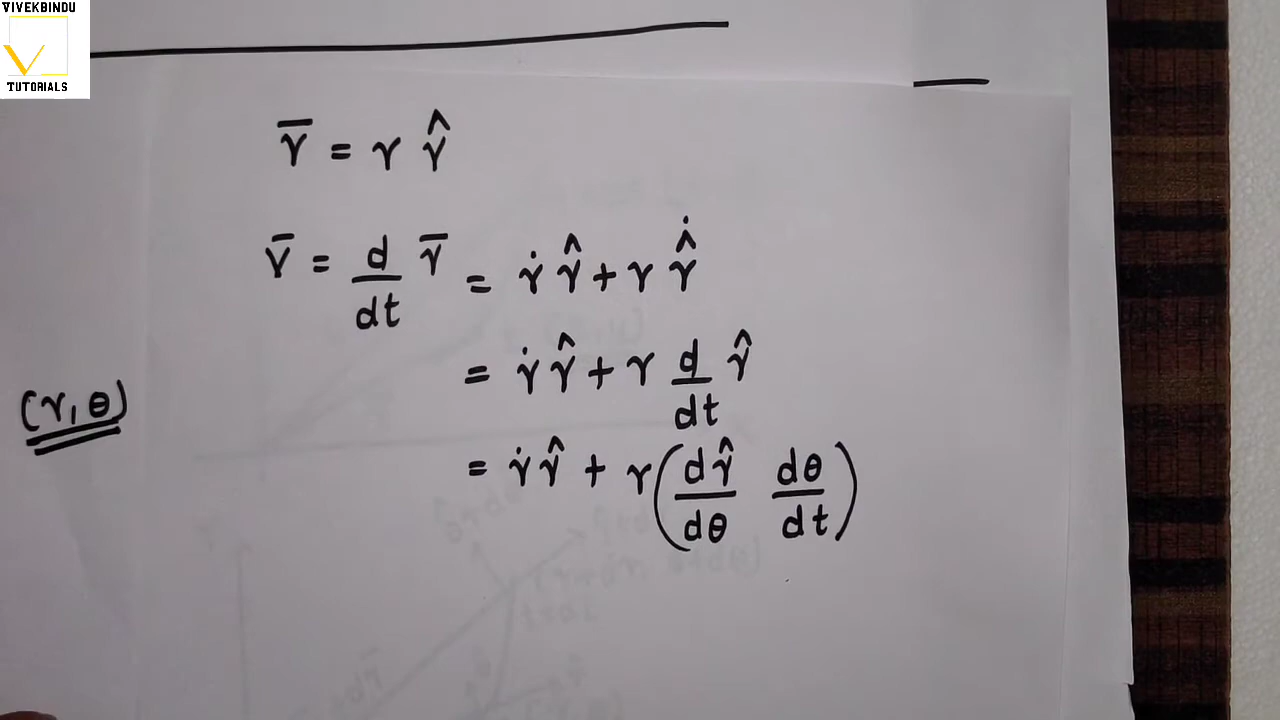 VIVEKBINDU
TUTORIALS
r̄ = r r̂
v̄ = d/dt r̄ = ṙ r̂ + r r̂̇
= ṙ r̂ + r d/dt r̂
(r, θ)
= ṙ r̂ + r (dr̂/dθ dθ/dt)